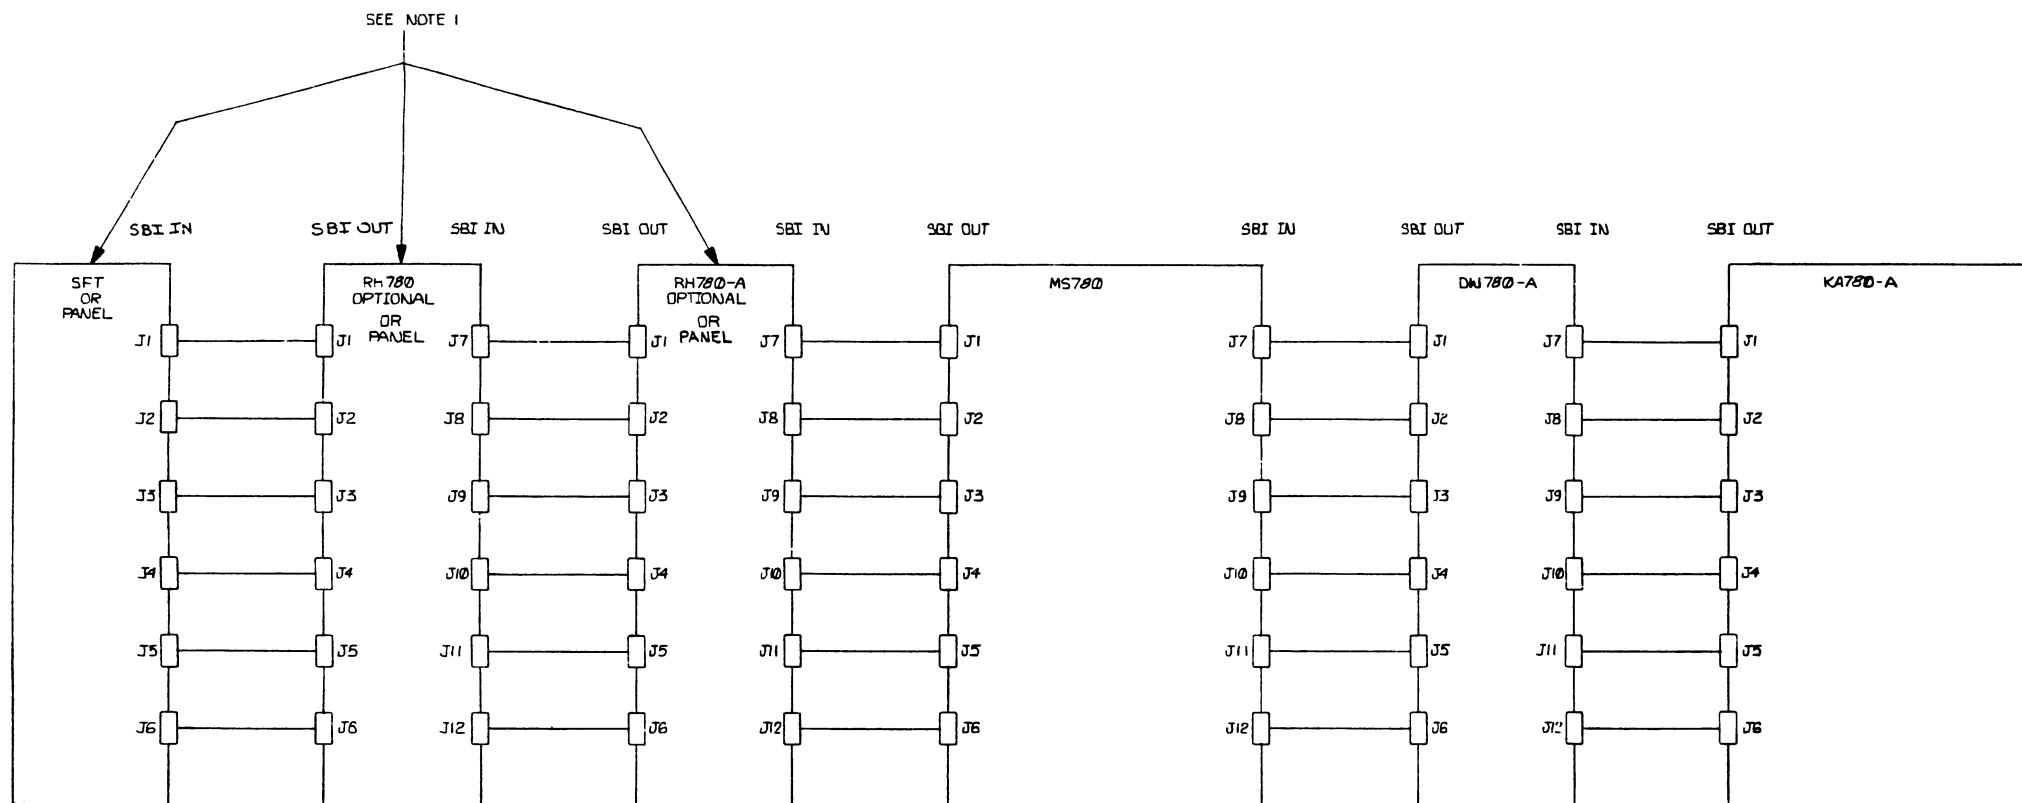 SEE NOTE 1
SBI IN SBI OUT SBI IN SBI OUT SBI IN SBI OUT SBI IN SBI OUT SBI IN SBI OUT
SFT
OR
PANEL
RH780
OPTIONAL
OR
PANEL
RH780-A
OPTIONAL
OR
PANEL
MS780
DW780-A
KA780-A
J1 J1 J7 J1 J7 J1 J7 J1 J7 J1
J2 J2 J8 J2 J8 J2 J8 J2 J8 J2
J3 J3 J9 J3 J9 J3 J9 J3 J9 J3
J4 J4 J10 J4 J10 J4 J10 J4 J10 J4
J5 J5 J11 J5 J11 J5 J11 J5 J11 J5
J6 J6 J12 J6 J12 J6 J12 J6 J12 J6